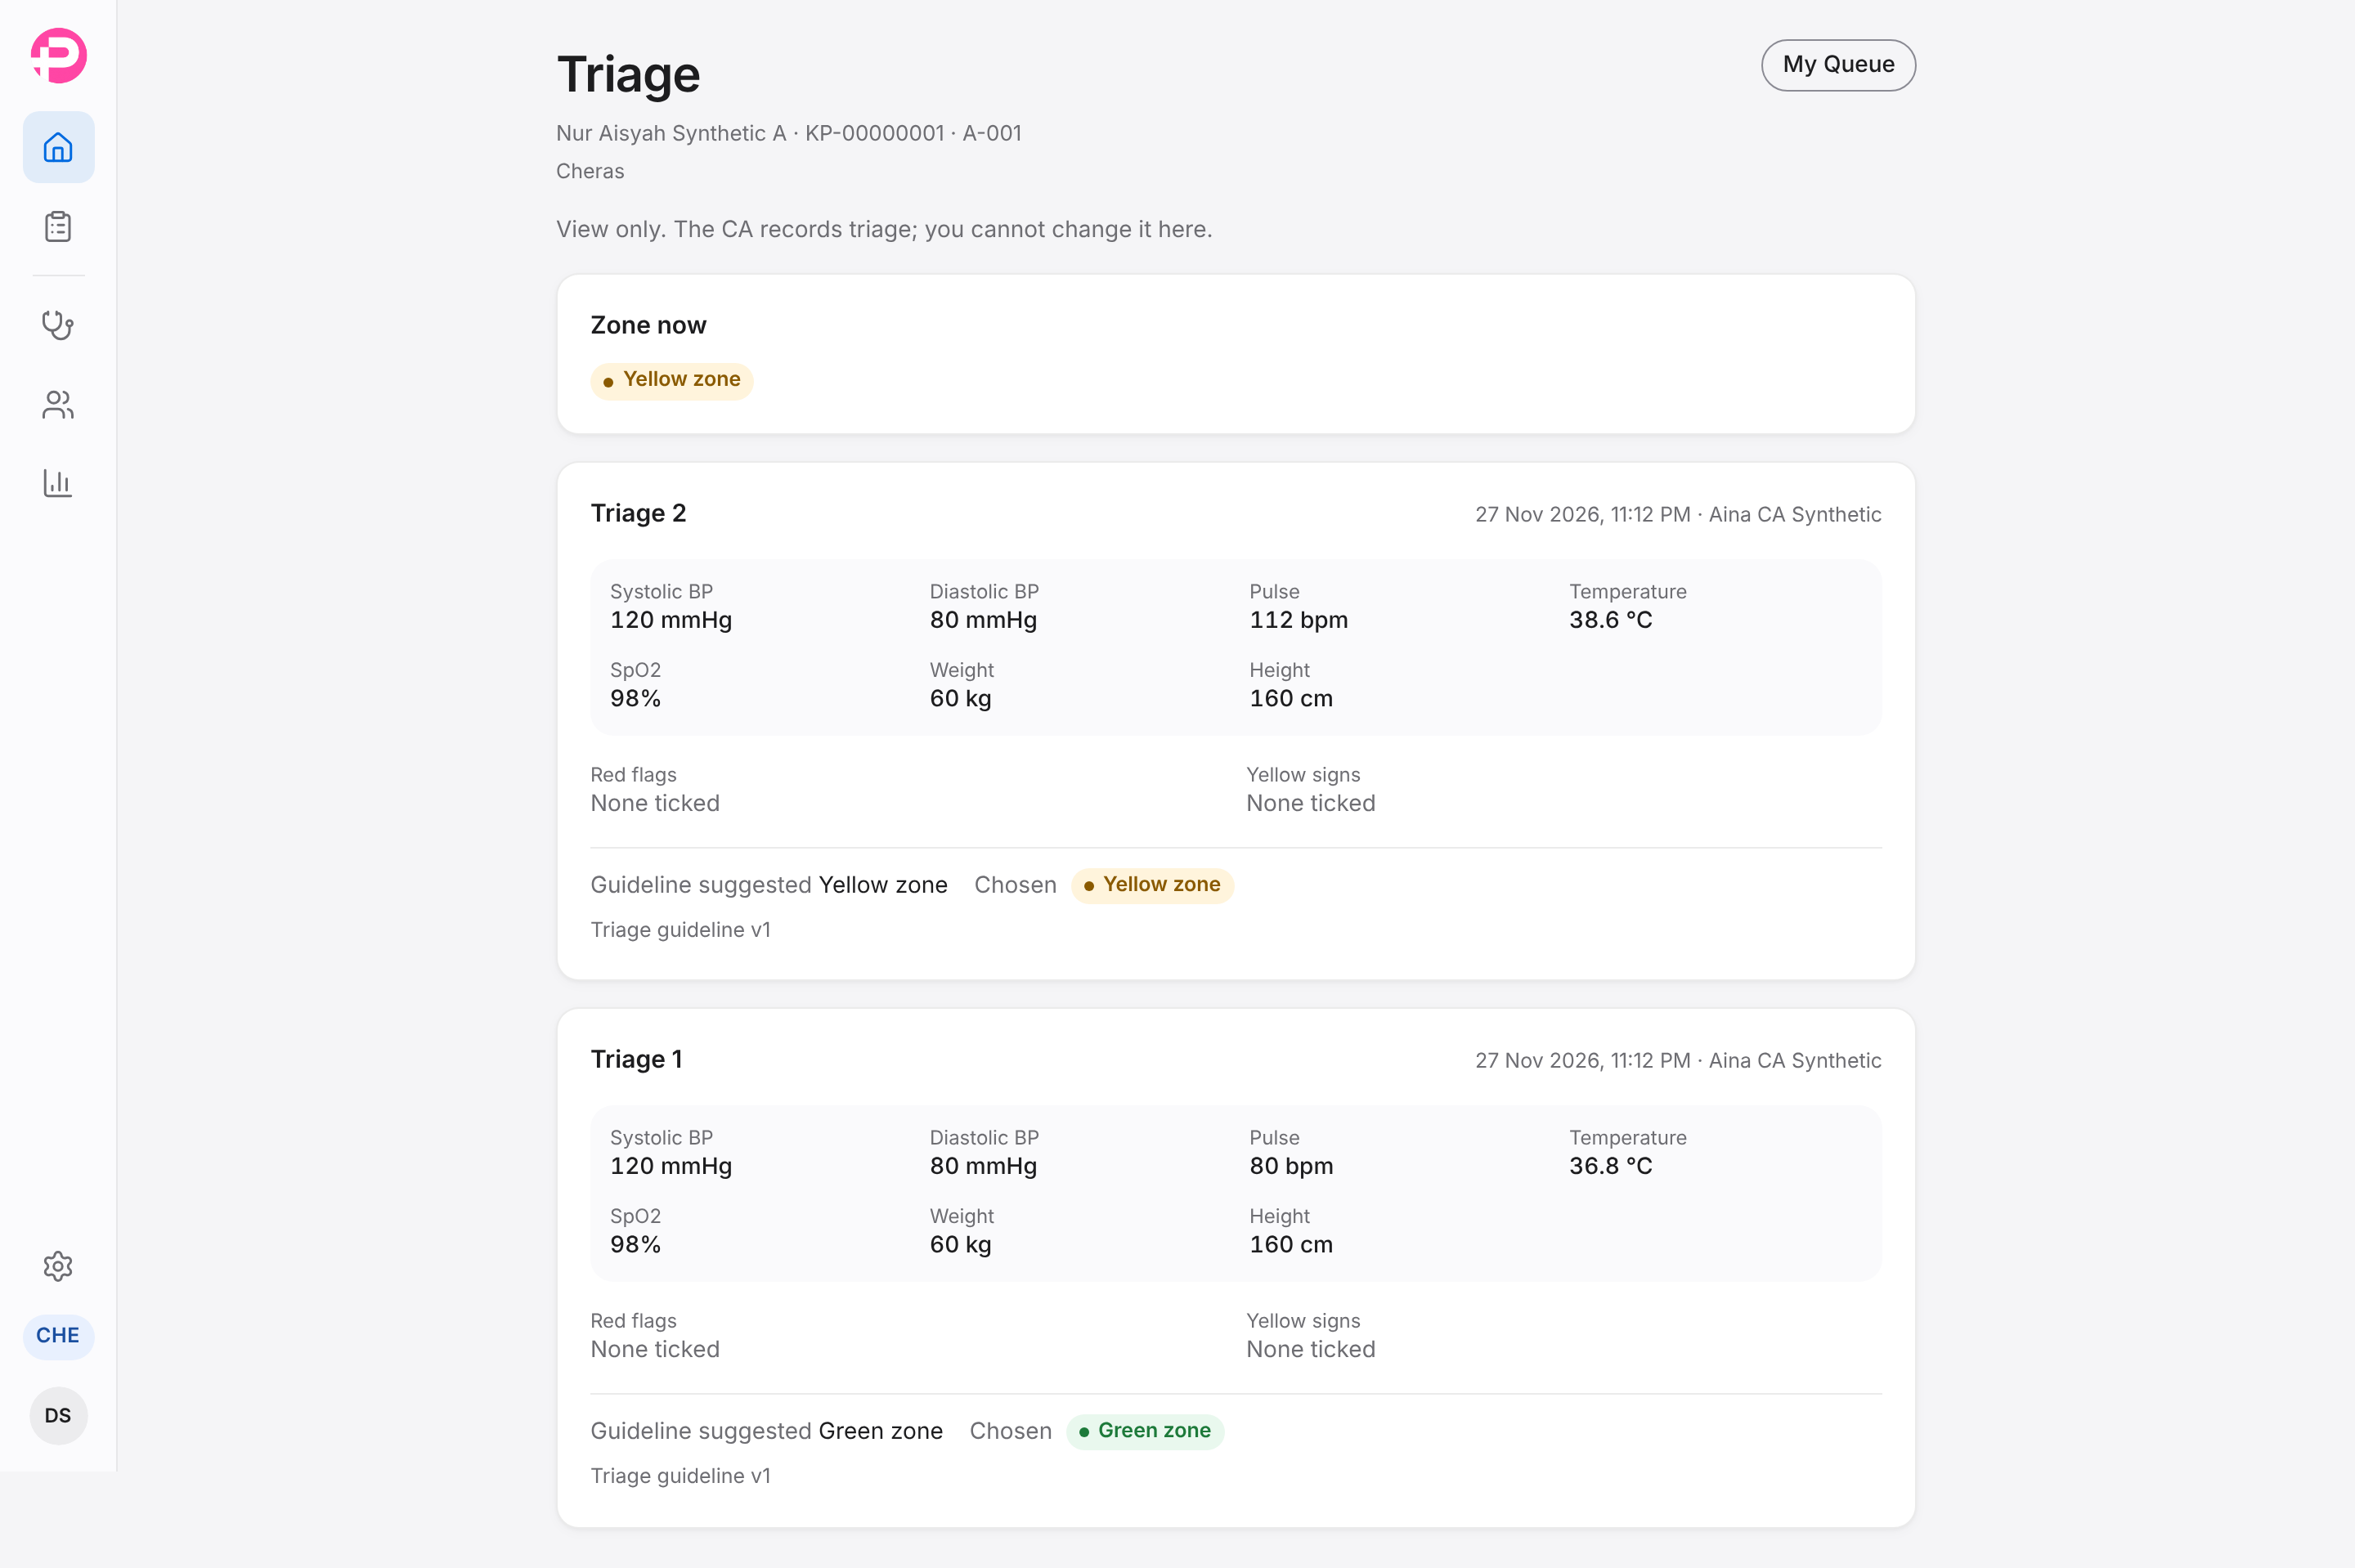 Triage
My Queue
Nur Aisyah Synthetic A · KP-00000001 · A-001
Cheras
View only. The CA records triage; you cannot change it here.
Zone now
Yellow zone
Triage 2
27 Nov 2026, 11:12 PM · Aina CA Synthetic
Systolic BP
120 mmHg
Diastolic BP
80 mmHg
Pulse
112 bpm
Temperature
38.6 °C
SpO2
98%
Weight
60 kg
Height
160 cm
Red flags
None ticked
Yellow signs
None ticked
Guideline suggested Yellow zone Chosen Yellow zone
Triage guideline v1
Triage 1
27 Nov 2026, 11:12 PM · Aina CA Synthetic
Systolic BP
120 mmHg
Diastolic BP
80 mmHg
Pulse
80 bpm
Temperature
36.8 °C
SpO2
98%
Weight
60 kg
Height
160 cm
Red flags
None ticked
Yellow signs
None ticked
Guideline suggested Green zone Chosen Green zone
Triage guideline v1
CHE
DS